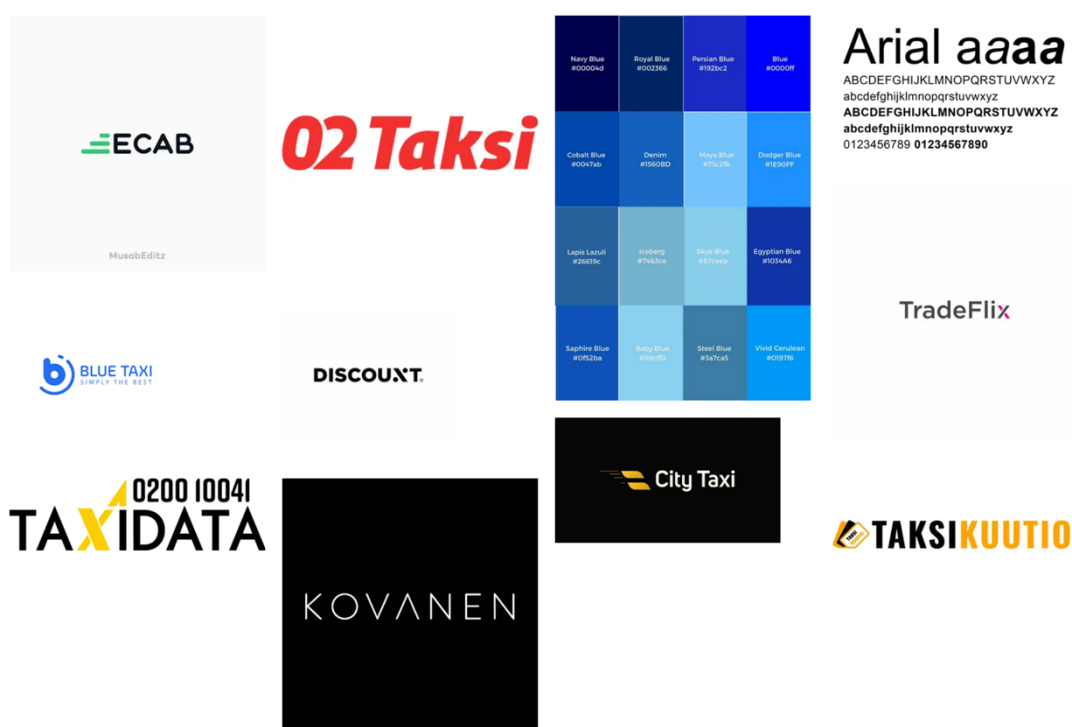 ECAB
MusabEditz
BLUE TAXI
SIMPLY THE BEST
0200 10041
TAXIDATA
02 Taksi
DISCOUNT.
KOVANEN
Navy Blue
#00004d
Royal Blue
#002366
Persian Blue
#192bc2
Blue
#0000ff
Cobalt Blue
#0047ab
Denim
#1560BD
Maya Blue
#73c2fb
Dodger Blue
#1E90FF
Lapis Lazuli
#26619c
Iceberg
#74b3ce
Skye Blue
#87ceeb
Egyptian Blue
#1034A6
Saphire Blue
#0f52ba
Baby Blue
Steel Blue
#3a7ca5
Vivid Cerulean
#0197f6
City Taxi
Arial aaaa
ABCDEFGHIJKLMNOPQRSTUVWXYZ
abcdefghijklmnopqrstuvwxyz
ABCDEFGHIJKLMNOPQRSTUVWXYZ
abcdefghijklmnopqrstuvwxyz
0123456789 01234567890
TradeFlix
TAKSIKUUTIO